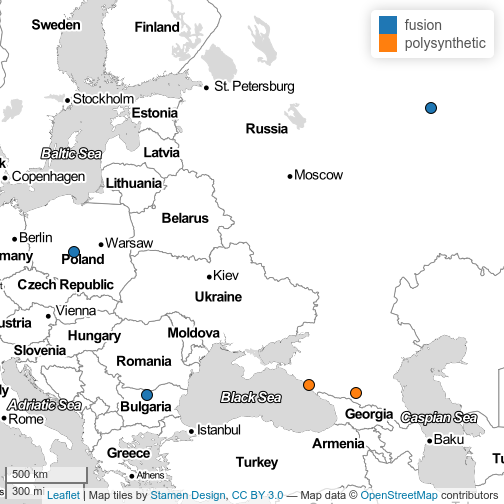 fusion
polysynthetic
Sweden
Finland
St. Petersburg
Stockholm
Estonia
Russia
Baltic Sea
Latvia
k
Copenhagen
Moscow
Lithuania
Belarus
Berlin
Warsaw
many
Poland
Kiev
Czech Republic
Ukraine
Vienna
ustria
Moldova
Hungary
Slovenia
Romania
ly
Adriatic Sea
Black Sea
Bulgaria
Georgia
Caspian Sea
Rome
Istanbul
Armenia
Baku
Greece
Turkey
Tu
500 km
Athens
s
300 mi
Leaflet | Map tiles by Stamen Design, CC BY 3.0 — Map data © OpenStreetMap contributors